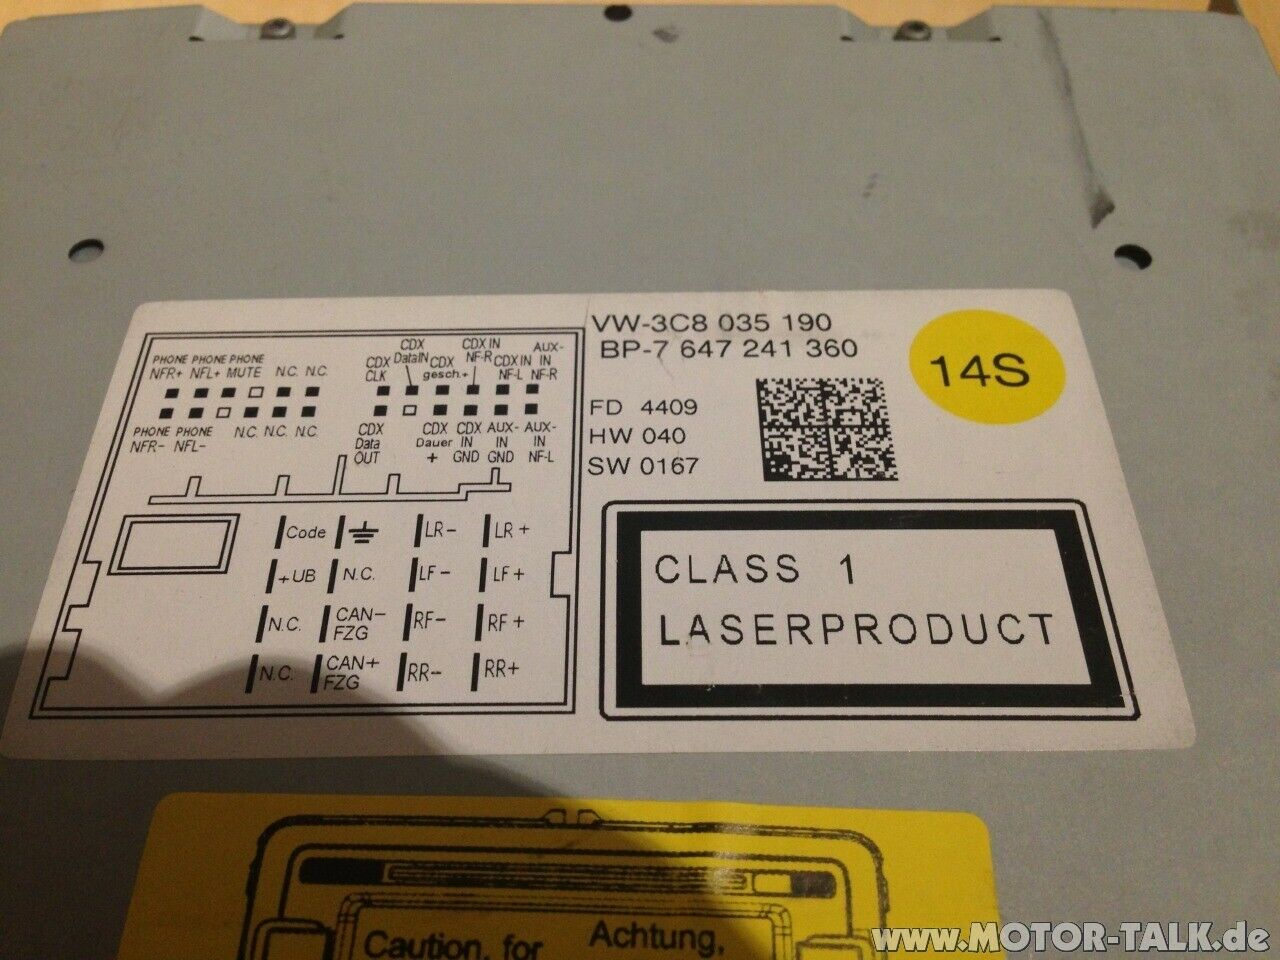 VW-3C8 035 190
BP-7 647 241 360
14S
FD 4409
HW 040
SW 0167
CLASS 1
LASERPRODUCT
PHONE PHONE PHONE
NFR+ NFL+ MUTE N.C. N.C.
PHONE PHONE
NFR- NFL- N.C. N.C. N.C.
CDX
CLK
CDX
DataIN
CDX
gesch.+
CDX IN
NF-R
CDX IN
NF-L
AUX-
IN
NF-R
CDX
Data
OUT
CDX
Dauer
+
CDX
IN
GND
AUX-
IN
GND
AUX-
IN
NF-L
Code LR- LR+
+UB N.C. LF- LF+
N.C. CAN- FZG RF- RF+
N.C. CAN+ FZG RR- RR+
Caution, for Achtung,
www.MOTOR-TALK.de